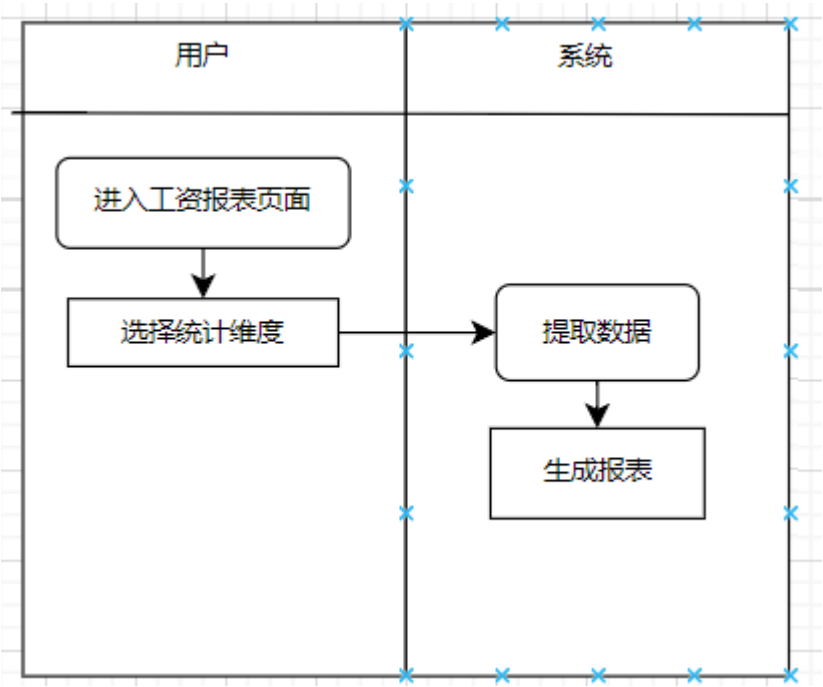 用户
系统
进入工资报表页面
选择统计维度
提取数据
生成报表